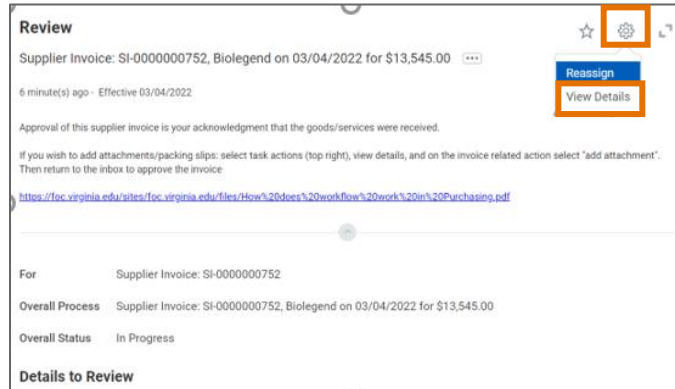 Review
Supplier Invoice: SI-0000000752, Biolegend on 03/04/2022 for $13,545.00
Reassign
6 minute(s) ago - Effective 03/04/2022
View Details
Approval of this supplier invoice is your acknowledgment that the goods/services were received.
If you wish to add attachments/packing slips: select task actions (top right), view details, and on the invoice related action select "add attachment".
Then return to the inbox to approve the invoice
https://foc.virginia.edu/sites/foc.virginia.edu/files/How%20does%20workflow%20work%20in%20Purchasing.pdf
For Supplier Invoice: SI-0000000752
Overall Process Supplier Invoice: SI-0000000752, Biolegend on 03/04/2022 for $13,545.00
Overall Status In Progress
Details to Review